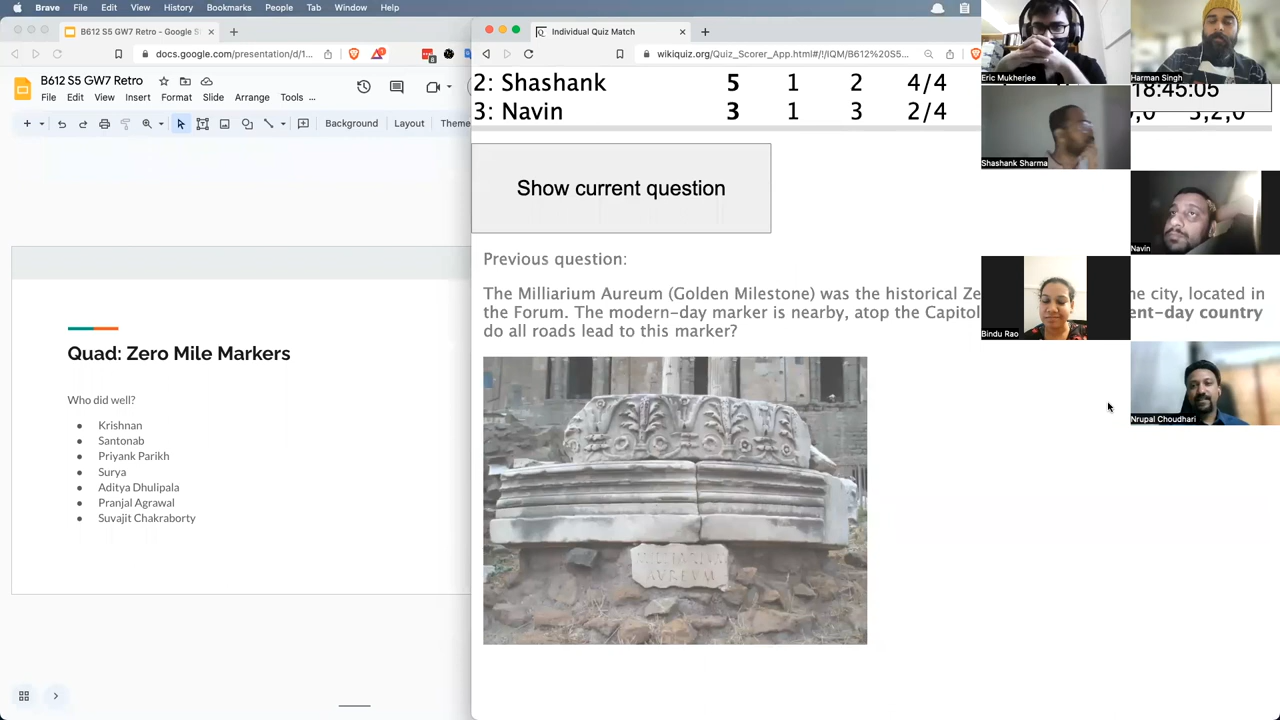 Brave File Edit View History Bookmarks People Tab Window Help
B612 S5 GW7 Retro - Google S
docs.google.com/presentation/d/1...
B612 S5 GW7 Retro
File Edit View Insert Format Slide Arrange
Background Layout Theme
Quad: Zero Mile Markers
Who did well?
Krishnan
Santonab
Priyank Parikh
Surya
Aditya Dhulipala
Pranjal Agrawal
Suvajit Chakraborty
Individual Quiz Match
wikiquiz.org/Quiz_Scorer_App.html#!/IQM/B612%20S5...
2: Shashank 5 1 2 4/4
3: Navin 3 1 3 2/4
18:45:05
3,2,0
Show current question
Previous question:
The Milliarium Aureum (Golden Milestone) was the historical Ze he city, located in
the Forum. The modern-day marker is nearby, atop the Capitol ent-day country
do all roads lead to this marker?
Eric Mukherjee
Harman Singh
Shashank Sharma
Navin
Bindu Rao
Nrupal Choudhari